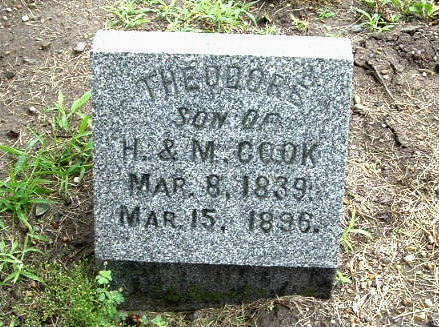 THEODORE
SON OF
H. & M. COOK
MAR. 8, 1839.
MAR. 15, 1896.